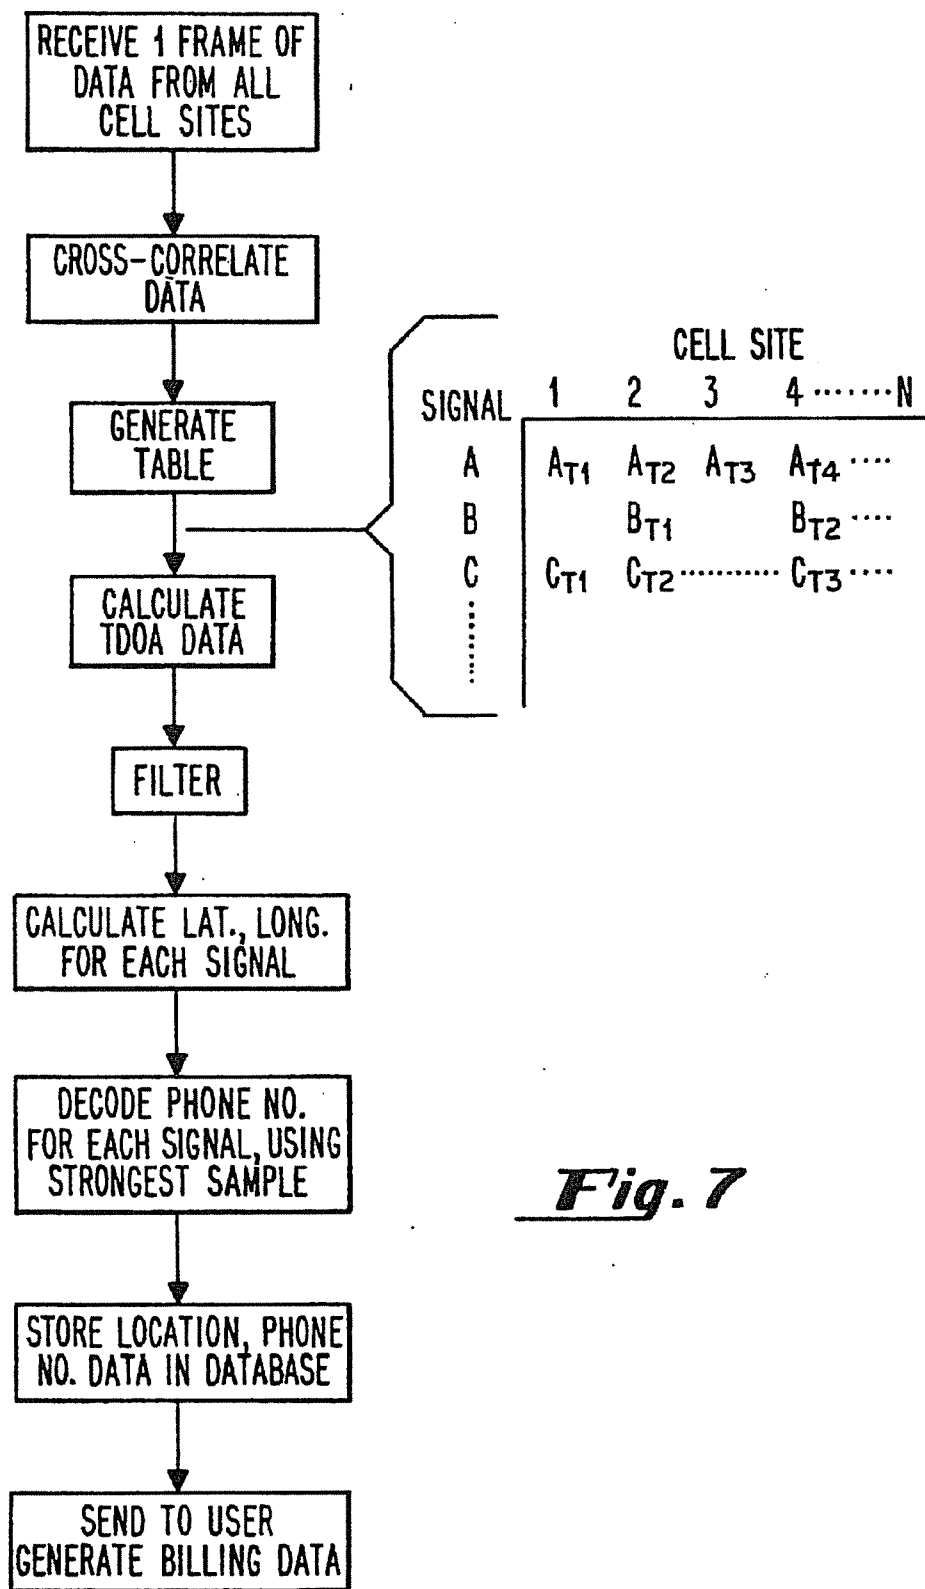 RECEIVE 1 FRAME OF
DATA FROM ALL
CELL SITES
CROSS-CORRELATE
DATA
GENERATE
TABLE
CALCULATE
TDOA DATA
FILTER
CALCULATE LAT., LONG.
FOR EACH SIGNAL
DECODE PHONE NO.
FOR EACH SIGNAL, USING
STRONGEST SAMPLE
STORE LOCATION, PHONE
NO. DATA IN DATABASE
SEND TO USER
GENERATE BILLING DATA
CELL SITE
SIGNAL 1 2 3 4 ....... N
A AT1 AT2 AT3 AT4 ....
B BT1 BT2 ....
C CT1 CT2 ........... CT3 ....
Fig. 7